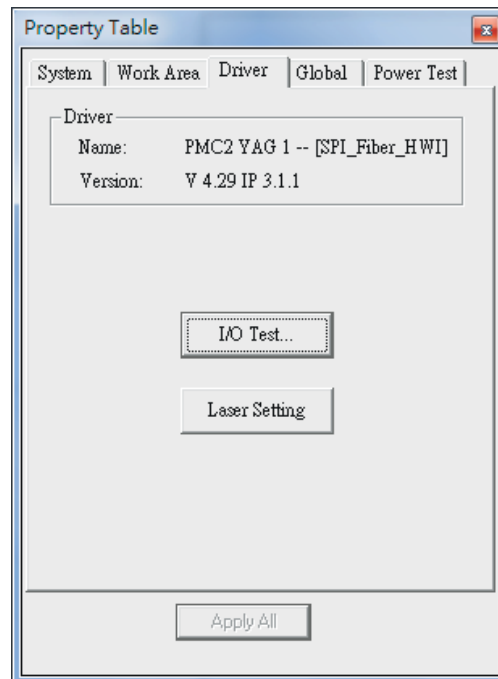 Property Table
System Work Area Driver Global Power Test
Driver
Name: PMC2 YAG 1 -- [SPI_Fiber_HWI]
Version: V 4.29 IP 3.1.1
I/O Test...
Laser Setting
Apply All